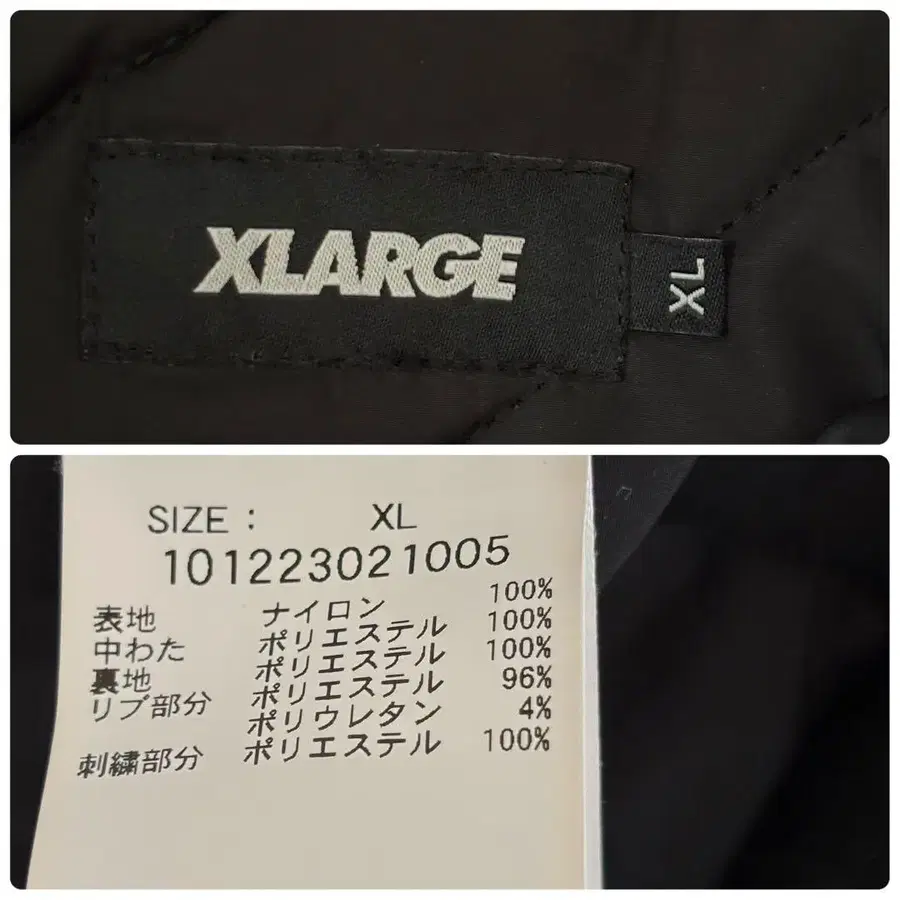 XLARGE
XL
SIZE : XL
101223021005
表地 ナイロン 100%
中わた ポリエステル 100%
裏地 ポリエステル 100%
リブ部分 ポリエステル 96%
ポリウレタン 4%
刺繍部分 ポリエステル 100%